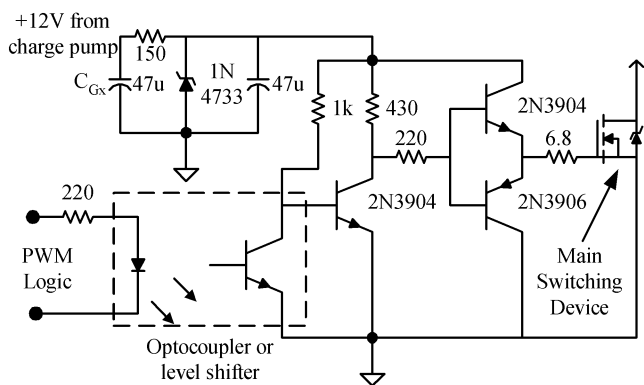 +12V from
charge pump
150
C_Gx
47u
1N
4733
47u
1k
430
220
2N3904
6.8
2N3904
2N3906
220
PWM
Logic
Main
Switching
Device
Optocoupler or
level shifter